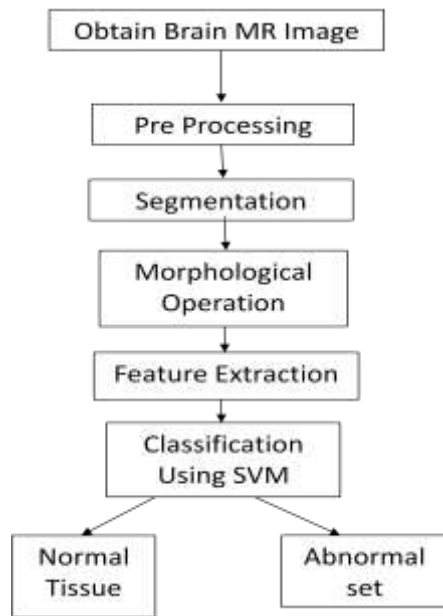 Obtain Brain MR Image
Pre Processing
Segmentation
Morphological
Operation
Feature Extraction
Classification
Using SVM
Normal
Tissue
Abnormal
set